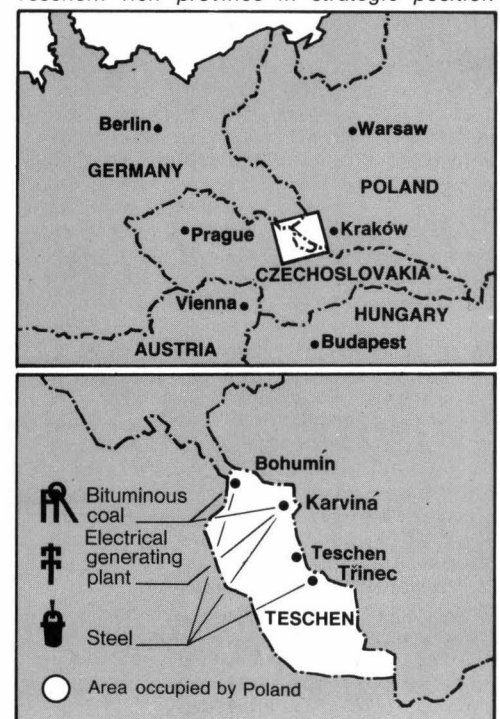 Teschen: rich province in strategic position
Berlin
Warsaw
GERMANY
POLAND
Prague
Kraków
CZECHOSLOVAKIA
Vienna
HUNGARY
AUSTRIA
Budapest
Bohumín
Bituminous
coal
Karviná
Electrical
generating
plant
Teschen
Třinec
Steel
TESCHEN
Area occupied by Poland